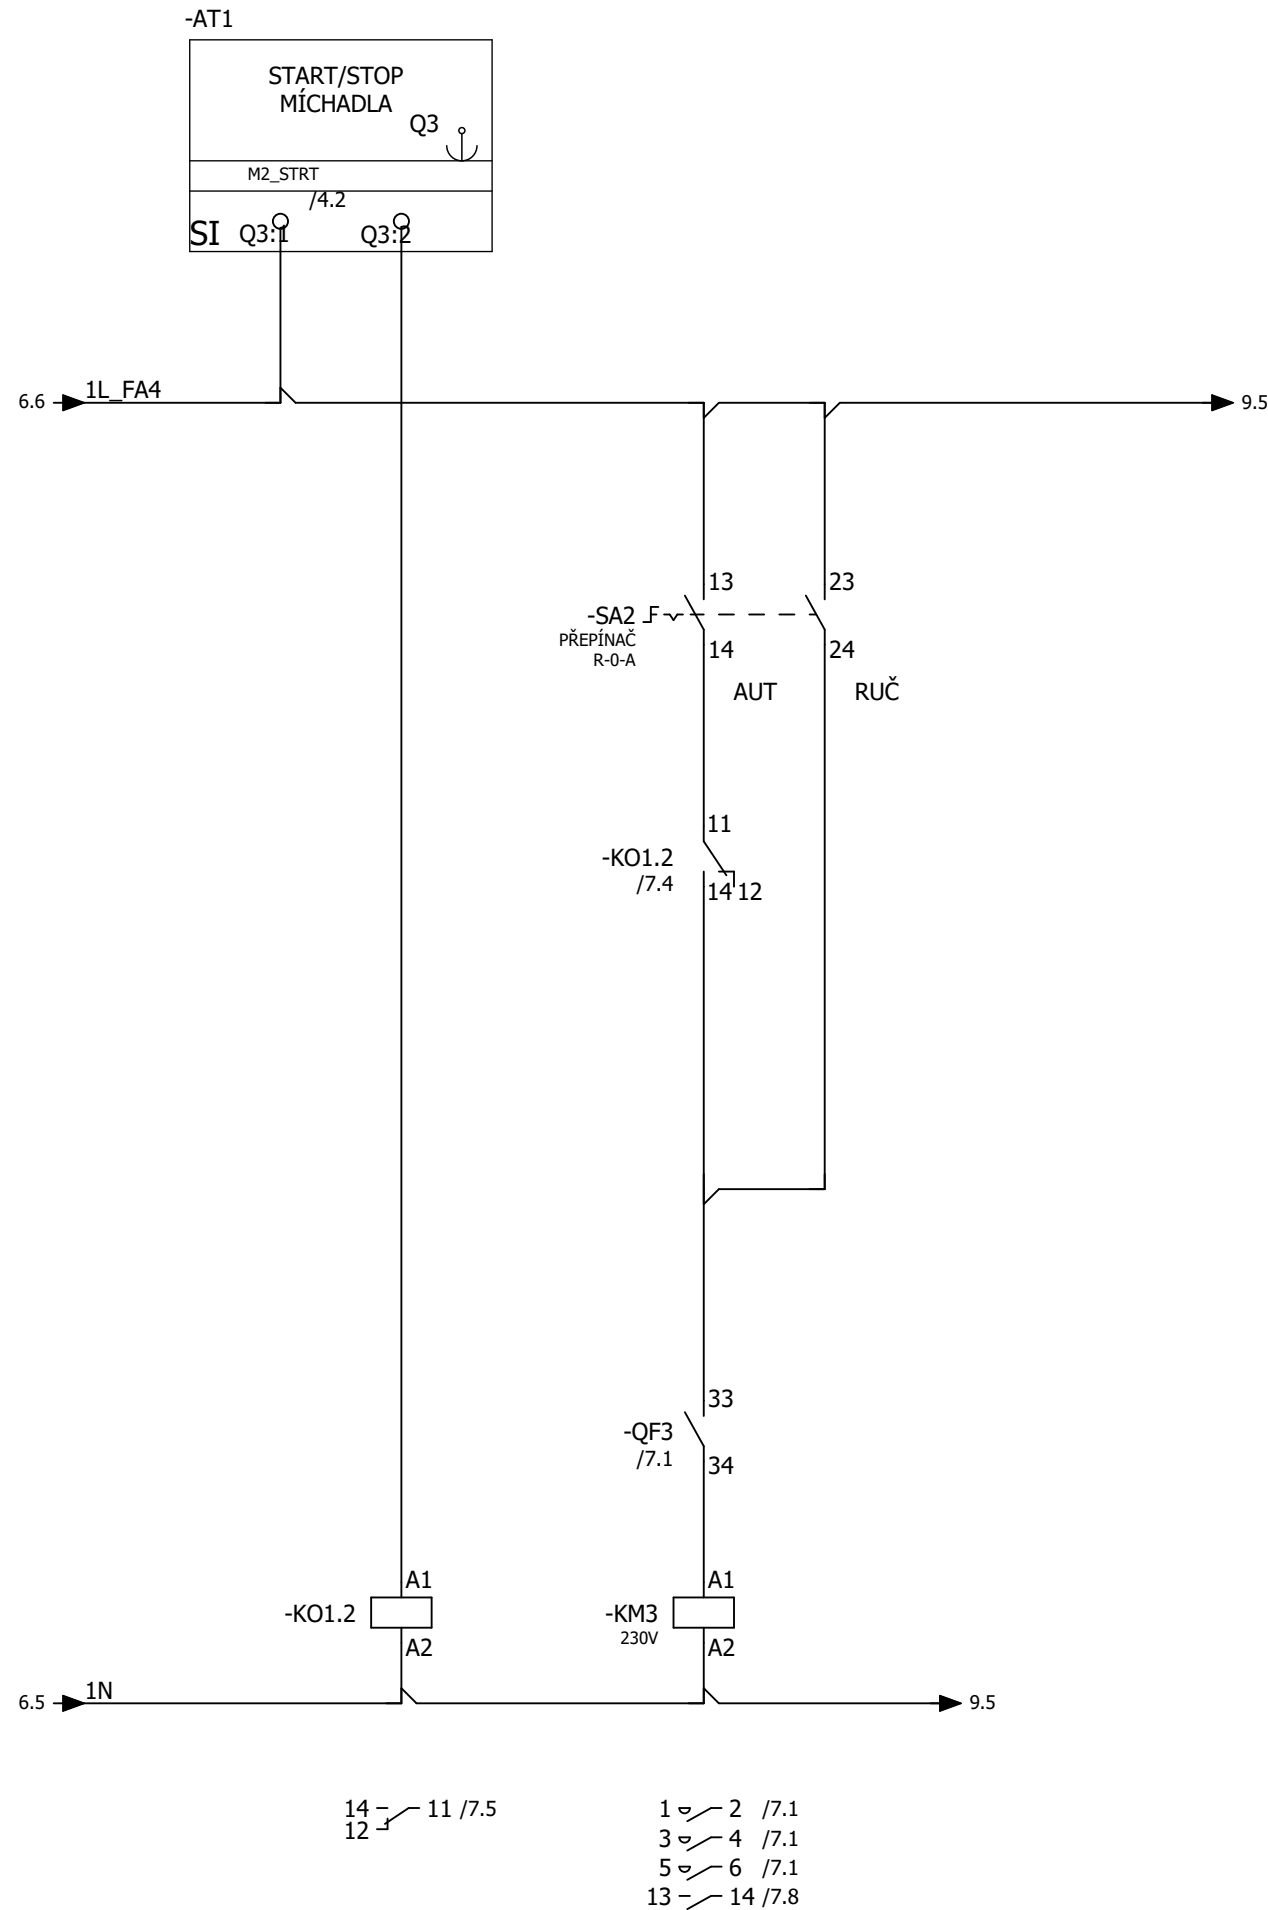 -AT1
START/STOP
MÍCHADLA
Q3
M2_STRT
/4.2
SI Q3:1 Q3:2
6.6 1L_FA4 9.5
13 23
-SA2
PŘEPÍNAČ
R-0-A
14 24
AUT RUČ
11
-KO1.2
/7.4
14 12
33
-QF3
/7.1
34
A1 A1
-KO1.2 -KM3
230V
A2 A2
6.5 1N 9.5
14 11 /7.5
12
1 2 /7.1
3 4 /7.1
5 6 /7.1
13 14 /7.8